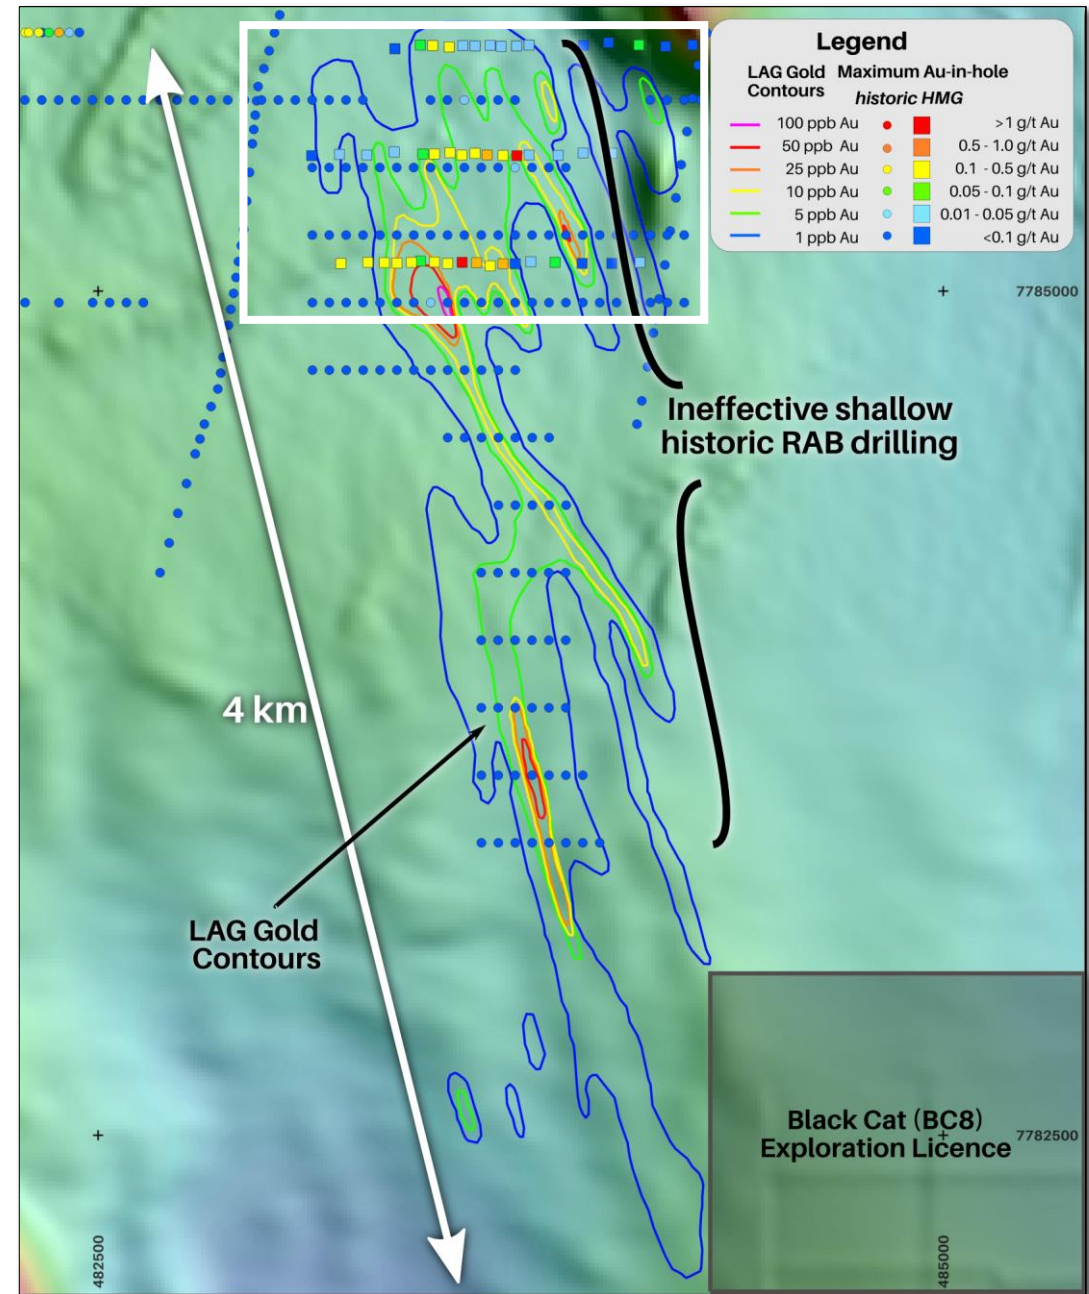 Legend
LAG Gold Contours
Maximum Au-in-hole
historic HMG
100 ppb Au >1 g/t Au
50 ppb Au 0.5 - 1.0 g/t Au
25 ppb Au 0.1 - 0.5 g/t Au
10 ppb Au 0.05 - 0.1 g/t Au
5 ppb Au 0.01 - 0.05 g/t Au
1 ppb Au <0.1 g/t Au
7785000
Ineffective shallow
historic RAB drilling
4 km
LAG Gold
Contours
Black Cat (BC8)
Exploration Licence
7782500
482500
485000